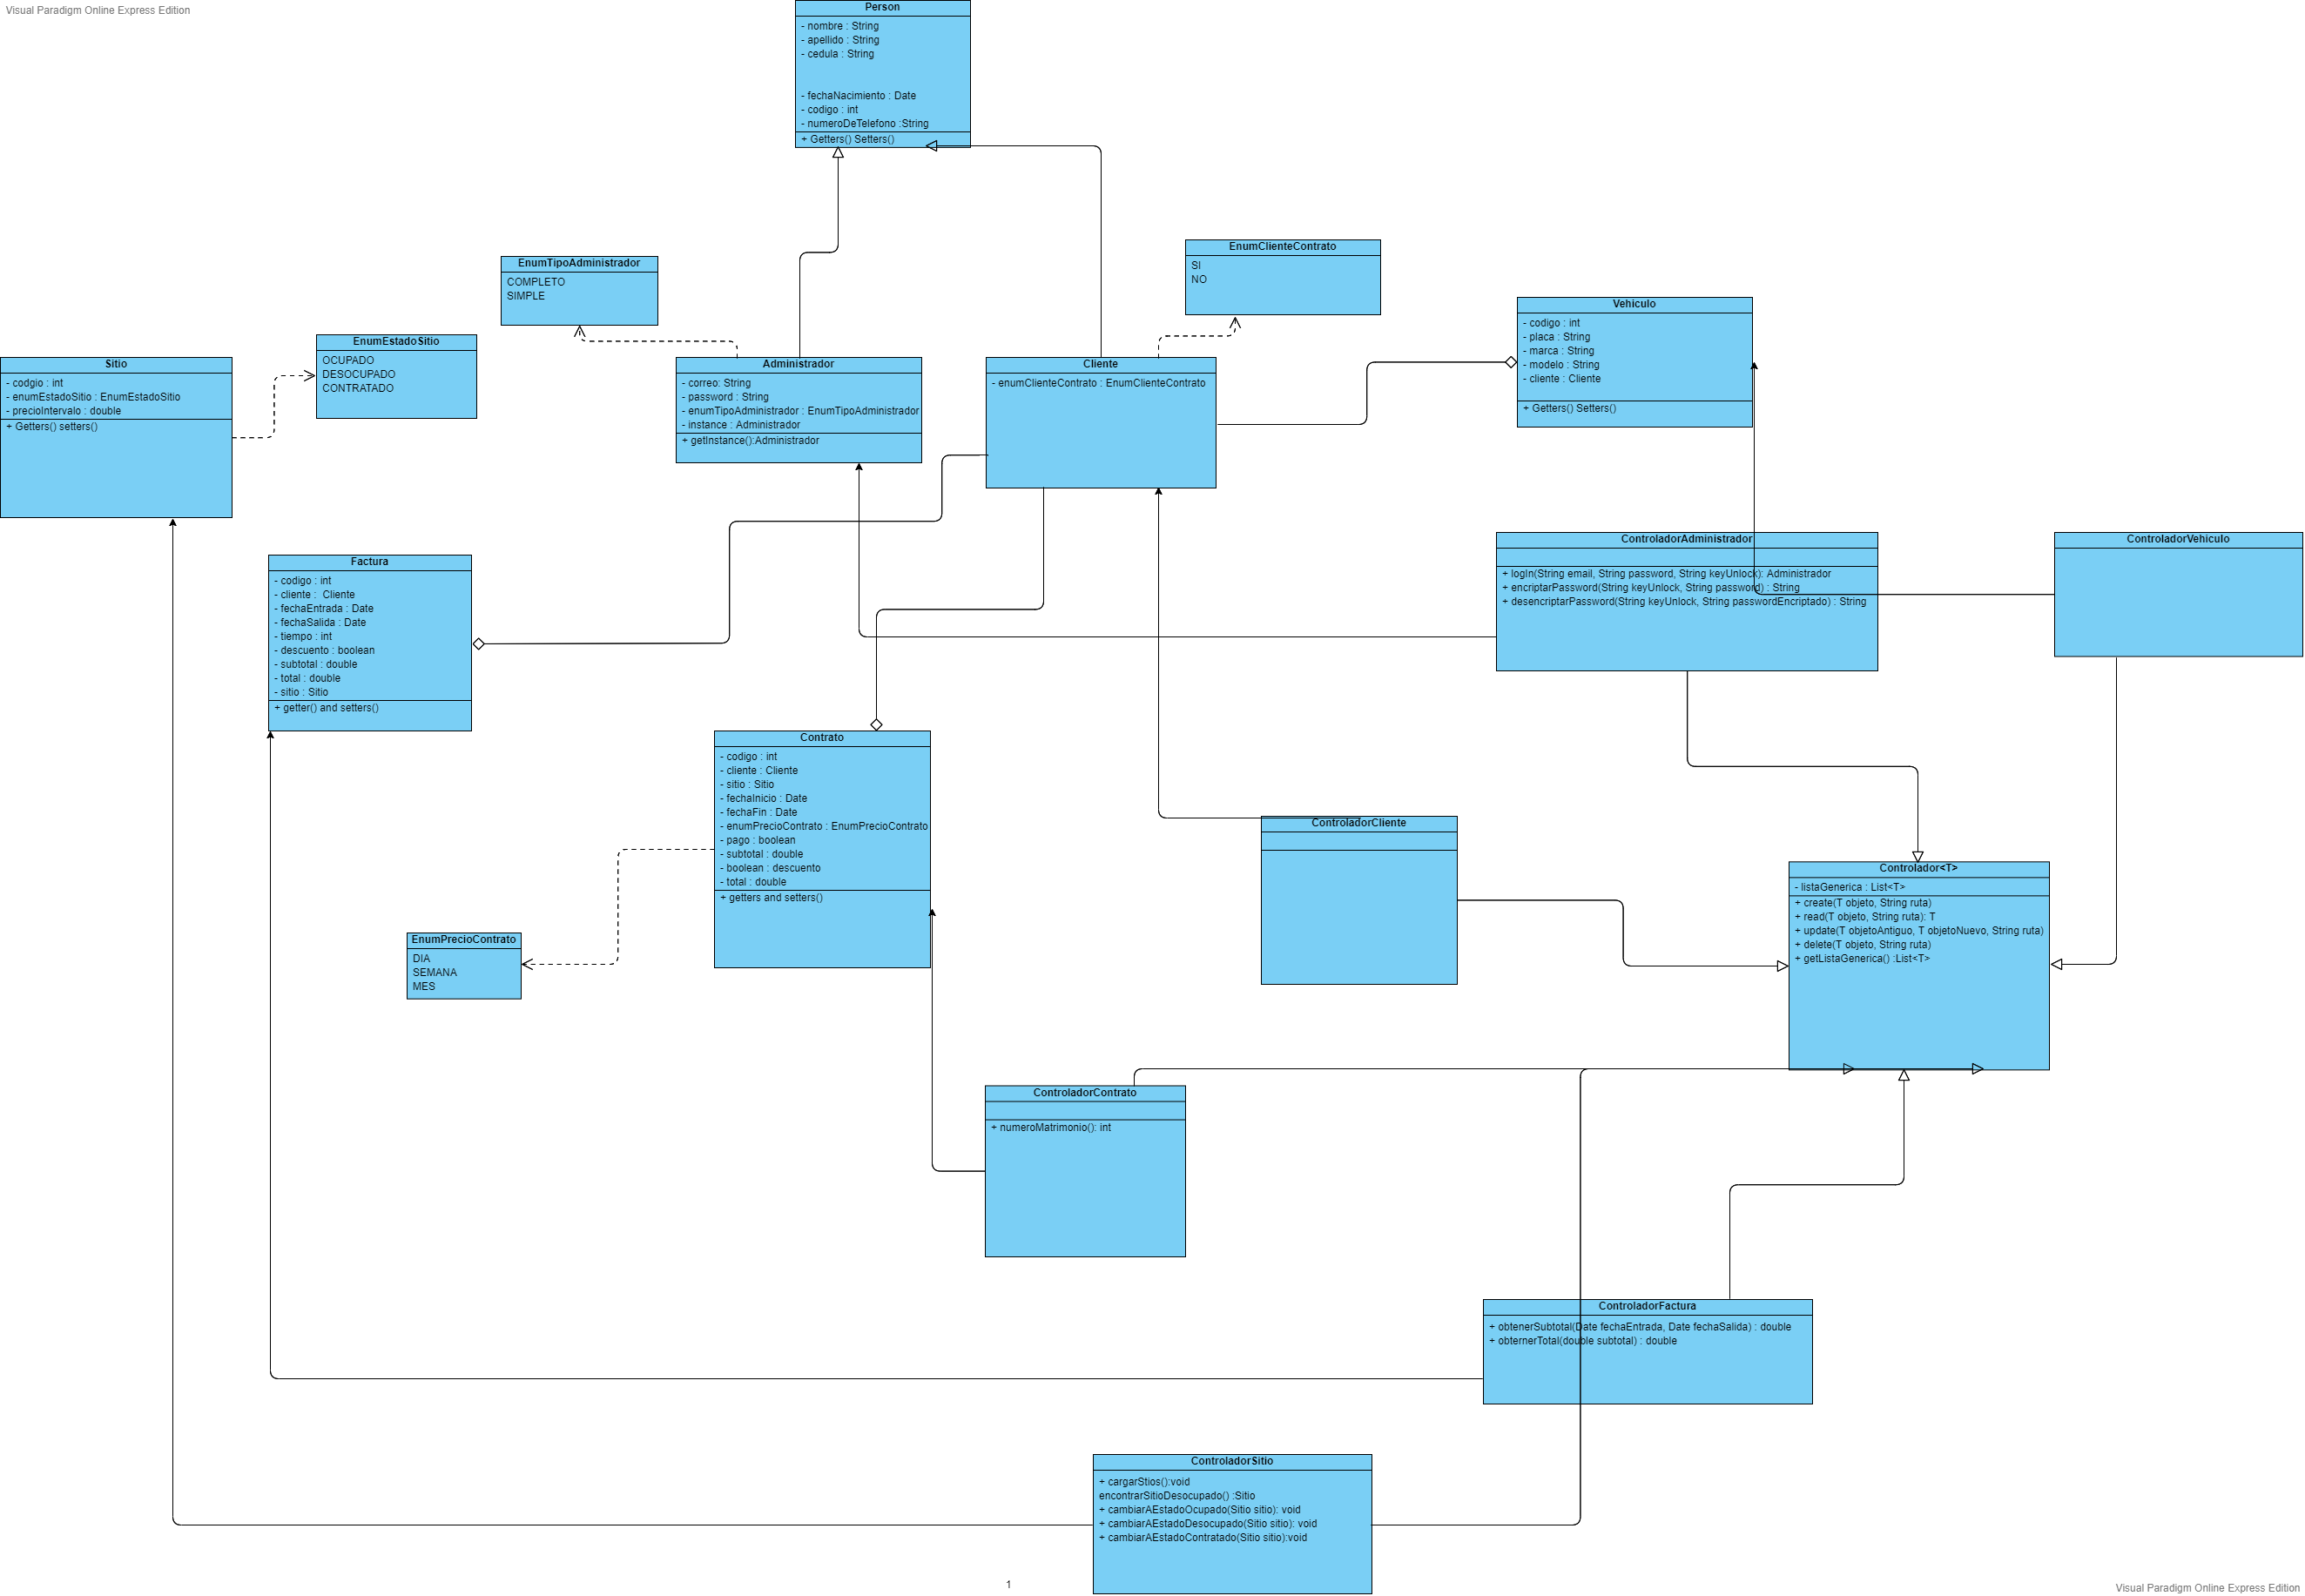 Visual Paradigm Online Express Edition
Person
- nombre : String
- apellido : String
- cedula : String
- fechaNacimiento : Date
- codigo : int
- numeroDeTelefono :String
+ Getters() Setters()
EnumClienteContrato
SI
NO
EnumTipoAdministrador
COMPLETO
SIMPLE
Vehiculo
- codigo : int
- placa : String
- marca : String
- modelo : String
- cliente : Cliente
+ Getters() Setters()
EnumEstadoSitio
OCUPADO
DESOCUPADO
CONTRATADO
Sitio
- codgio : int
- enumEstadoSitio : EnumEstadoSitio
- precioIntervalo : double
+ Getters() setters()
Administrador
- correo: String
- password : String
- enumTipoAdministrador : EnumTipoAdministrador
- instance : Administrador
+ getInstance():Administrador
Cliente
- enumClienteContrato : EnumClienteContrato
ControladorAdministrador
+ logIn(String email, String password, String keyUnlock): Administrador
+ encriptarPassword(String keyUnlock, String password) : String
+ desencriptarPassword(String keyUnlock, String passwordEncriptado) : String
ControladorVehiculo
Factura
- codigo : int
- cliente :  Cliente
- fechaEntrada : Date
- fechaSalida : Date
- tiempo : int
- descuento : boolean
- subtotal : double
- total : double
- sitio : Sitio
+ getter() and setters()
Contrato
- codigo : int
- cliente : Cliente
- sitio : Sitio
- fechaInicio : Date
- fechaFin : Date
- enumPrecioContrato : EnumPrecioContrato
- pago : boolean
- subtotal : double
- boolean : descuento
- total : double
+ getters and setters()
ControladorCliente
Controlador<T>
- listaGenerica : List<T>
+ create(T objeto, String ruta)
+ read(T objeto, String ruta): T
+ update(T objetoAntiguo, T objetoNuevo, String ruta)
+ delete(T objeto, String ruta)
+ getListaGenerica() :List<T>
EnumPrecioContrato
DIA
SEMANA
MES
ControladorContrato
+ numeroMatrimonio(): int
ControladorFactura
+ obtenerSubtotal(Date fechaEntrada, Date fechaSalida) : double
+ obternerTotal(double subtotal) : double
ControladorSitio
+ cargarStios():void
encontrarSitioDesocupado() :Sitio
+ cambiarAEstadoOcupado(Sitio sitio): void
+ cambiarAEstadoDesocupado(Sitio sitio): void
+ cambiarAEstadoContratado(Sitio sitio):void
1
Visual Paradigm Online Express Edition